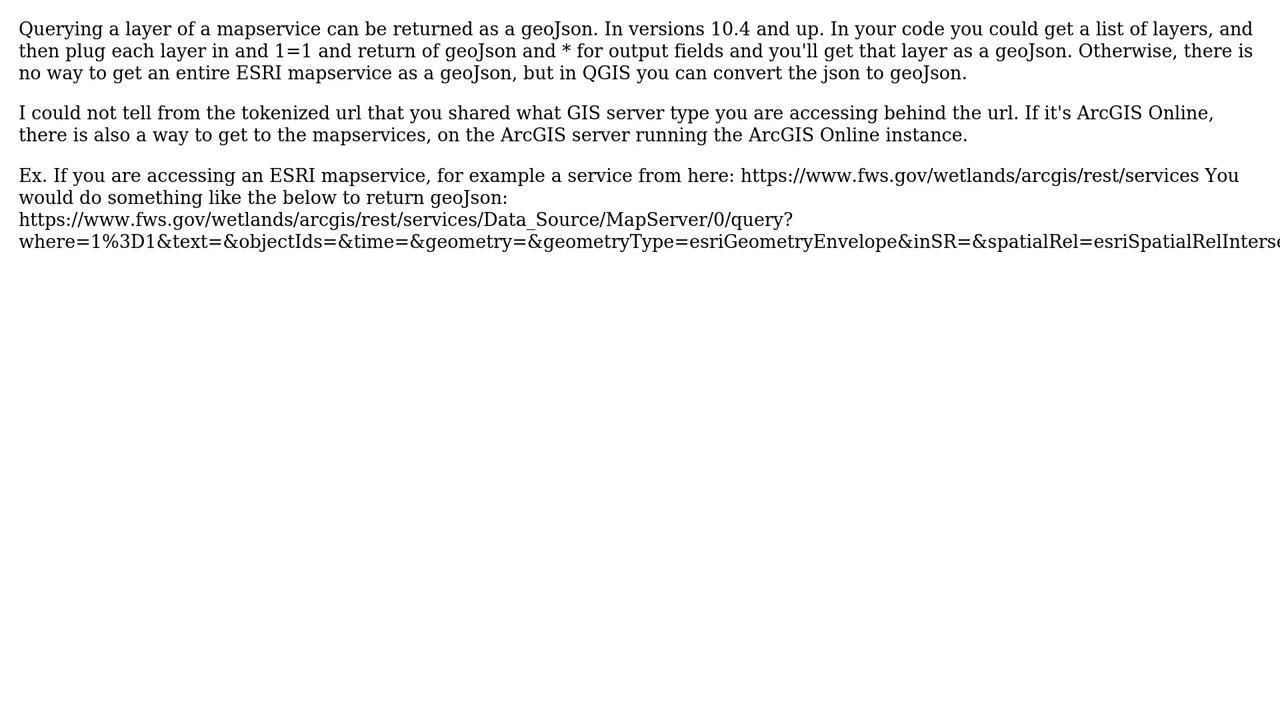 Querying a layer of a mapservice can be returned as a geoJson. In versions 10.4 and up. In your code you could get a list of layers, and
then plug each layer in and 1=1 and return of geoJson and * for output fields and you'll get that layer as a geoJson. Otherwise, there is
no way to get an entire ESRI mapservice as a geoJson, but in QGIS you can convert the json to geoJson.
I could not tell from the tokenized url that you shared what GIS server type you are accessing behind the url. If it's ArcGIS Online,
there is also a way to get to the mapservices, on the ArcGIS server running the ArcGIS Online instance.
Ex. If you are accessing an ESRI mapservice, for example a service from here: https://www.fws.gov/wetlands/arcgis/rest/services You
would do something like the below to return geoJson:
https://www.fws.gov/wetlands/arcgis/rest/services/Data_Source/MapServer/0/query?
where=1%3D1&text=&objectIds=&time=&geometry=&geometryType=esriGeometryEnvelope&inSR=&spatialRel=esriSpatialRelInterse